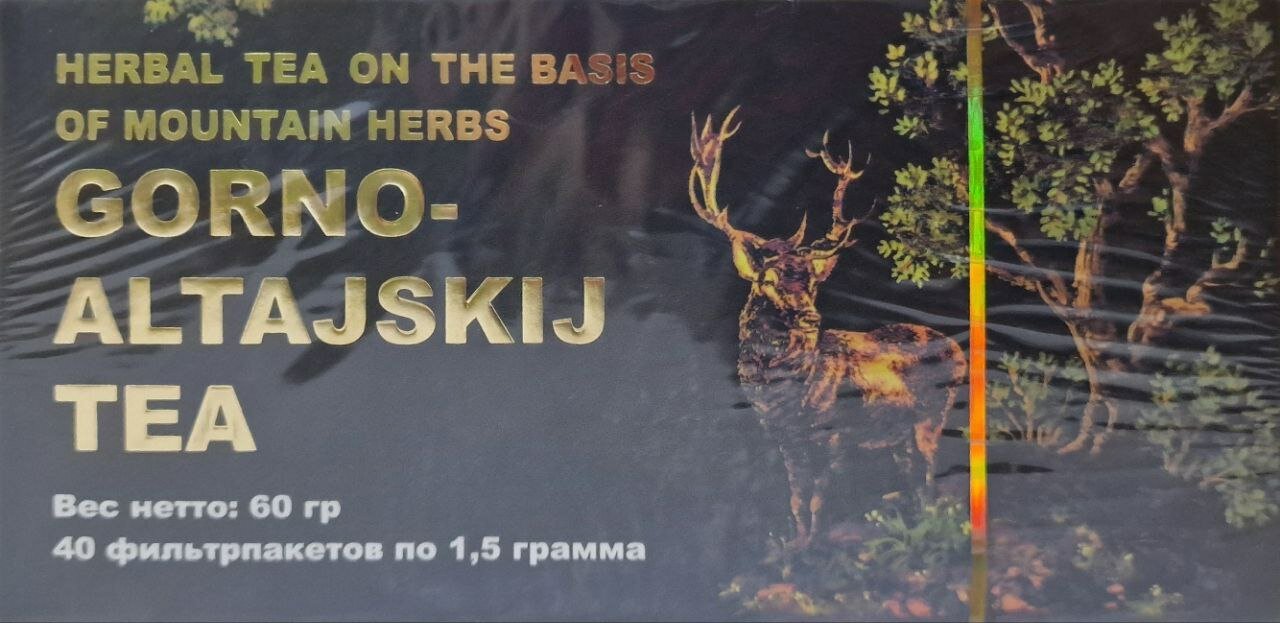 HERBAL TEA ON THE BASIS
OF MOUNTAIN HERBS
GORNO-
ALTAJSKIJ
TEA
Вес нетто: 60 гр
40 фильтрпакетов по 1,5 грамма